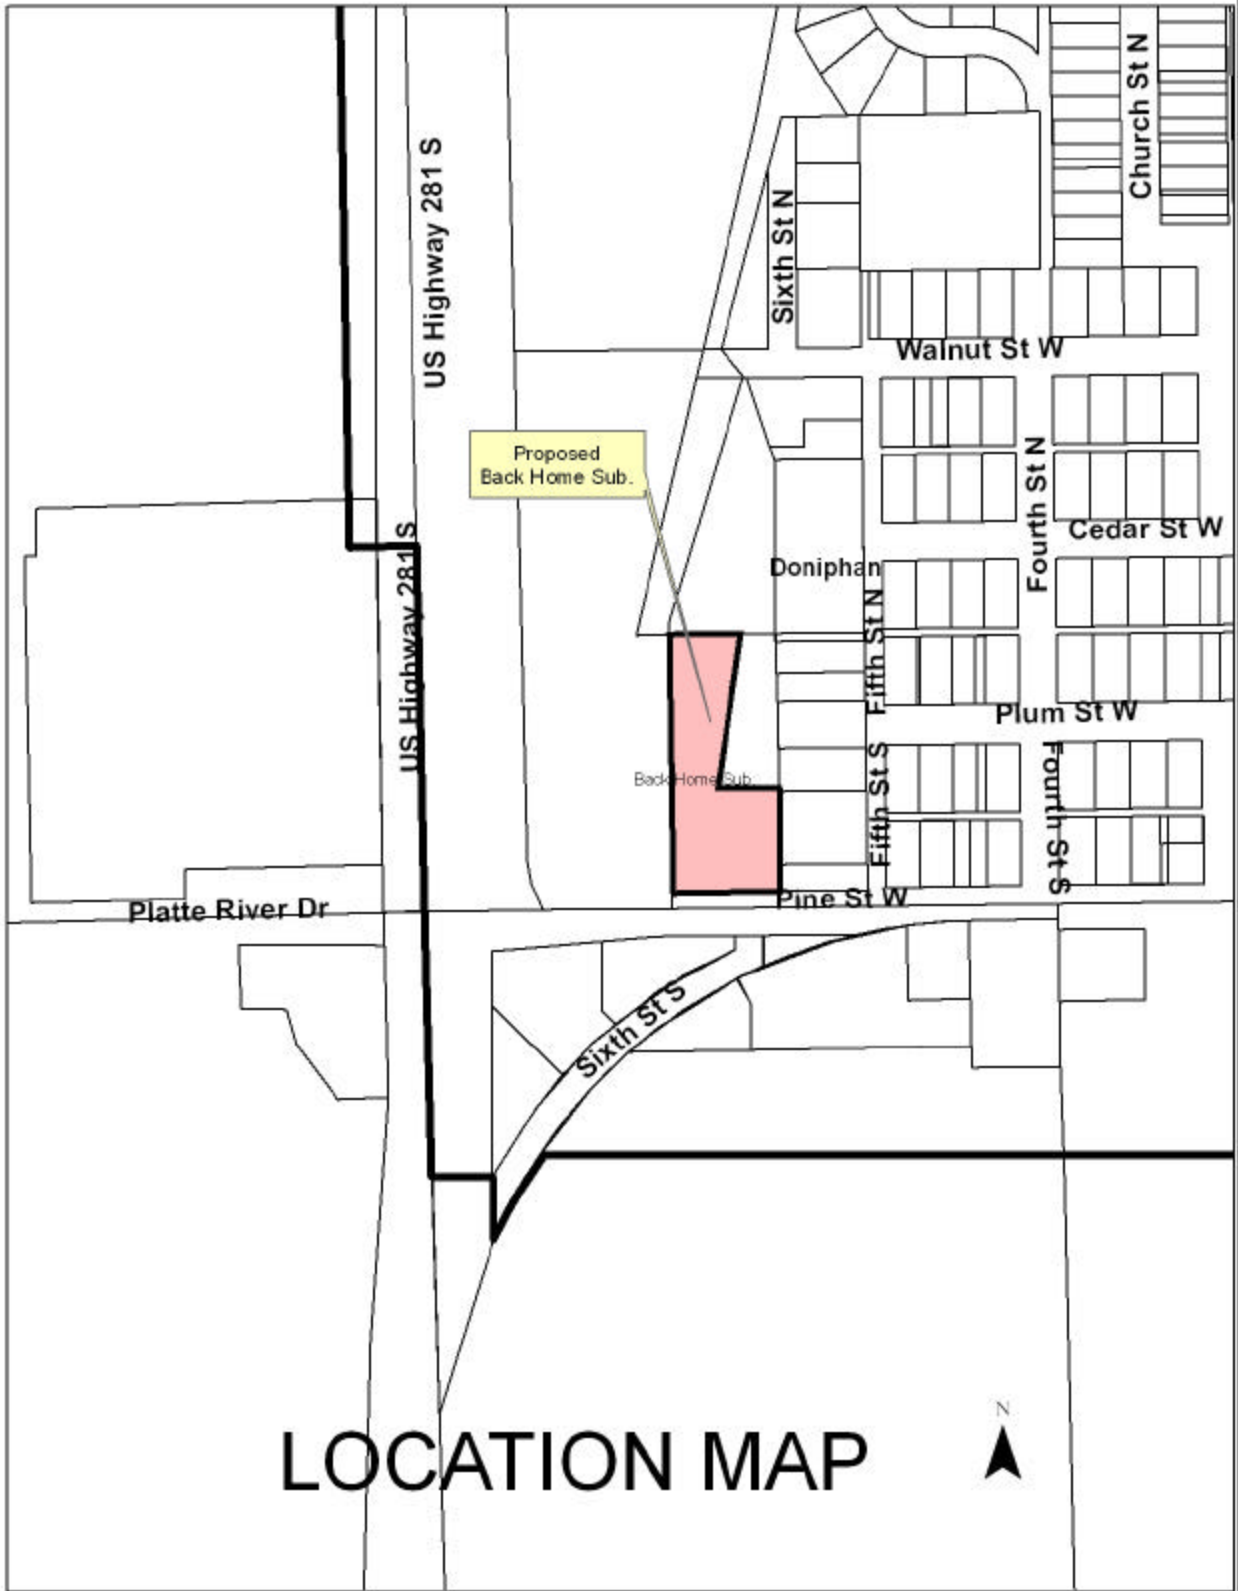 Church St N
US Highway 281 S
Sixth St N
Walnut St W
Proposed
Back Home Sub.
Fourth St N
Cedar St W
US Highway 281 S
Doniphan
Fifth St N
Plum St W
Back Home Sub
Fifth St S
Fourth St S
Pine St W
Platte River Dr
Sixth St S
N
LOCATION MAP